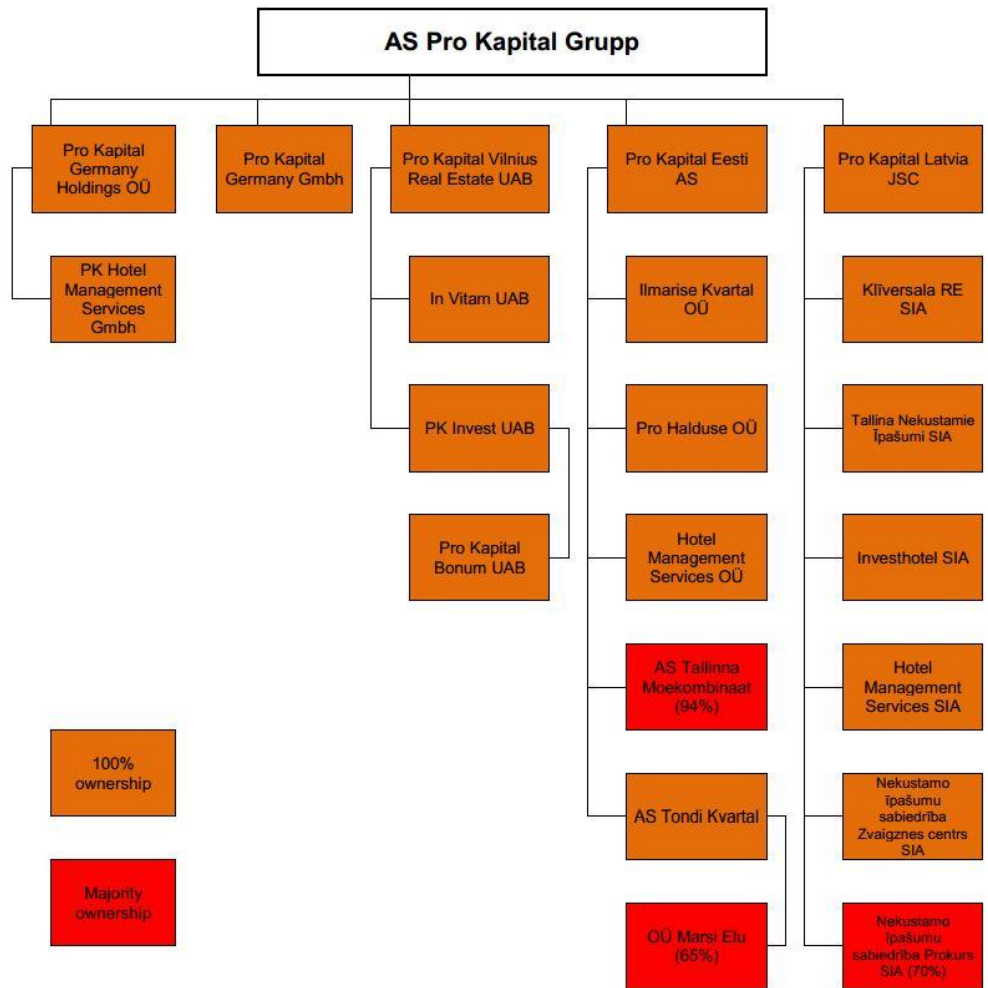 AS Pro Kapital Grupp
Pro Kapital
Germany
Holdings OÜ
Pro Kapital
Germany Gmbh
Pro Kapital Vilnius
Real Estate UAB
Pro Kapital Eesti
AS
Pro Kapital Latvia
JSC
PK Hotel
Management
Services
Gmbh
In Vitam UAB
Ilmarise Kvartal
OÜ
Klīversala RE
SIA
PK Invest UAB
Pro Halduse OÜ
Tallina Nekustamie
Īpašumi SIA
Pro Kapital
Bonum UAB
Hotel
Management
Services OÜ
Investhotel SIA
AS Tallinna
Moekombinaat
(94%)
Hotel
Management
Services SIA
100%
ownership
AS Tondi Kvartal
Nekustamo
īpašumu
sabiedrība
Zvaigznes centrs
SIA
Majority
ownership
OÜ Marsi Elu
(65%)
Nekustamo
īpašumu
sabiedrība Prokurs
SIA (70%)